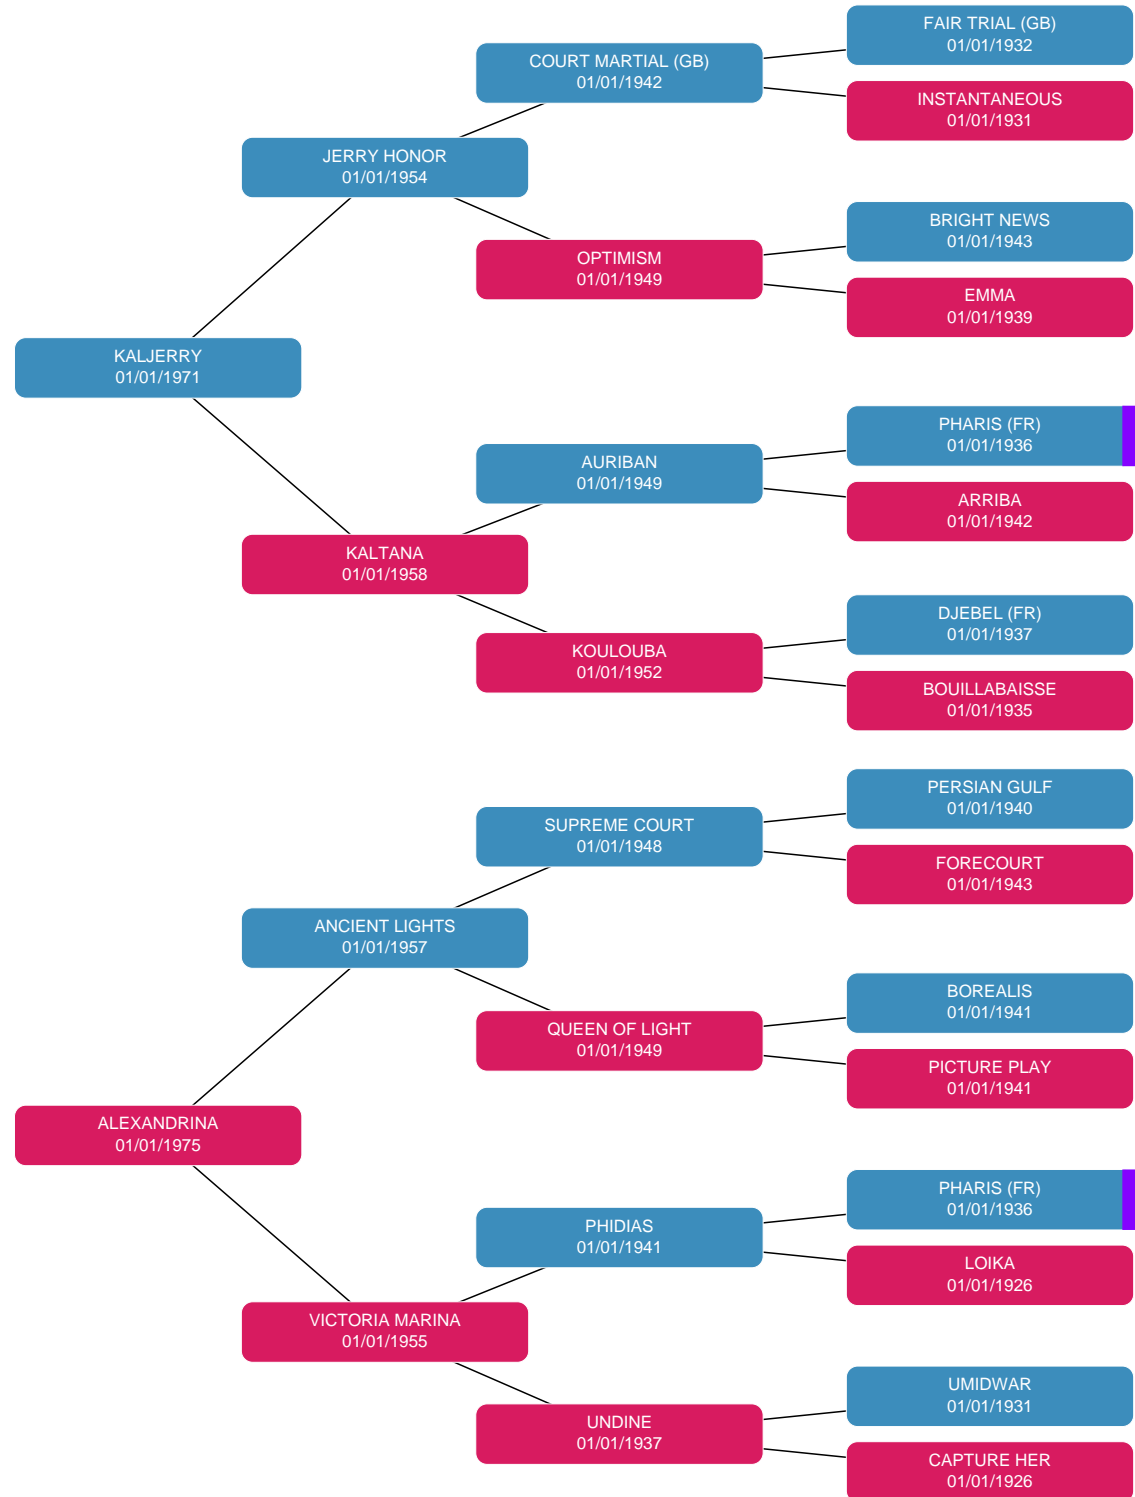 FAIR TRIAL (GB)
01/01/1932
COURT MARTIAL (GB)
01/01/1942
INSTANTANEOUS
01/01/1931
JERRY HONOR
01/01/1954
BRIGHT NEWS
01/01/1943
OPTIMISM
01/01/1949
EMMA
01/01/1939
KALJERRY
01/01/1971
PHARIS (FR)
01/01/1936
AURIBAN
01/01/1949
ARRIBA
01/01/1942
KALTANA
01/01/1958
DJEBEL (FR)
01/01/1937
KOULOUBA
01/01/1952
BOUILLABAISSE
01/01/1935
PERSIAN GULF
01/01/1940
SUPREME COURT
01/01/1948
FORECOURT
01/01/1943
ANCIENT LIGHTS
01/01/1957
BOREALIS
01/01/1941
QUEEN OF LIGHT
01/01/1949
PICTURE PLAY
01/01/1941
ALEXANDRINA
01/01/1975
PHARIS (FR)
01/01/1936
PHIDIAS
01/01/1941
LOIKA
01/01/1926
VICTORIA MARINA
01/01/1955
UMIDWAR
01/01/1931
UNDINE
01/01/1937
CAPTURE HER
01/01/1926